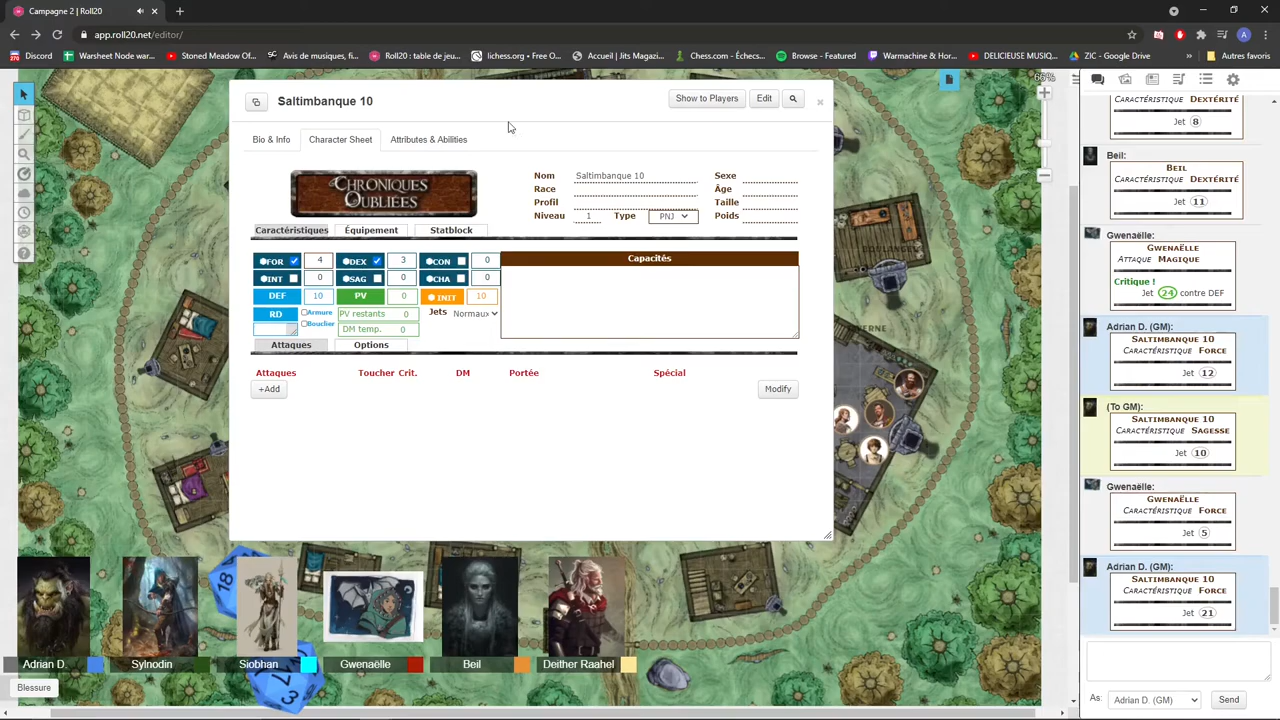 Campagne 2 | Roll20
app.roll20.net/editor/
270 Discord Warsheet Node war... Stoned Meadow Of... Avis de musiciens, fi... Roll20 : table de jeu... lichess.org • lichess.org Accueil | Jits Magazi... Chess.com - Échecs... Browse - Featured Warmachine & Hord... DELICIEUSE MUSIQ... ZIC - Google Drive » Autres favoris
66%
Saltimbanque 10
Show to Players Edit
Bio & Info Character Sheet Attributes & Abilities
CHRONIQUES OUBLIÉES
Nom Saltimbanque 10 Sexe
Race Âge
Profil Taille
Niveau 1 Type PNJ Poids
Caractéristiques Équipement Statblock
FOR 4 DEX 3 CON 0
INT 0 SAG 0 CHA 0
Capacités
DEF 10 PV 0 INIT 10
RD Armure PV restants 0 Jets Normaux
Bouclier DM temp. 0
Attaques Options
Attaques Toucher Crit. DM Portée Spécial
+Add Modify
BOULANGER
TAVERNE
Adrian D. Sylnodin Siobhan Gwenaëlle Beil Deither Raahel
Blessure
CARACTÉRISTIQUE DEXTÉRITÉ
Jet 8
Beil:
BEIL
CARACTÉRISTIQUE DEXTÉRITÉ
Jet 11
Gwenaëlle:
GWENAËLLE
ATTAQUE MAGIQUE
Critique !
Jet 24 contre DEF
Adrian D. (GM):
SALTIMBANQUE 10
CARACTÉRISTIQUE FORCE
Jet 12
(To GM):
SALTIMBANQUE 10
CARACTÉRISTIQUE SAGESSE
Jet 10
Gwenaëlle:
GWENAËLLE
CARACTÉRISTIQUE FORCE
Jet 5
Adrian D. (GM):
SALTIMBANQUE 10
CARACTÉRISTIQUE FORCE
Jet 21
As: Adrian D. (GM) Send